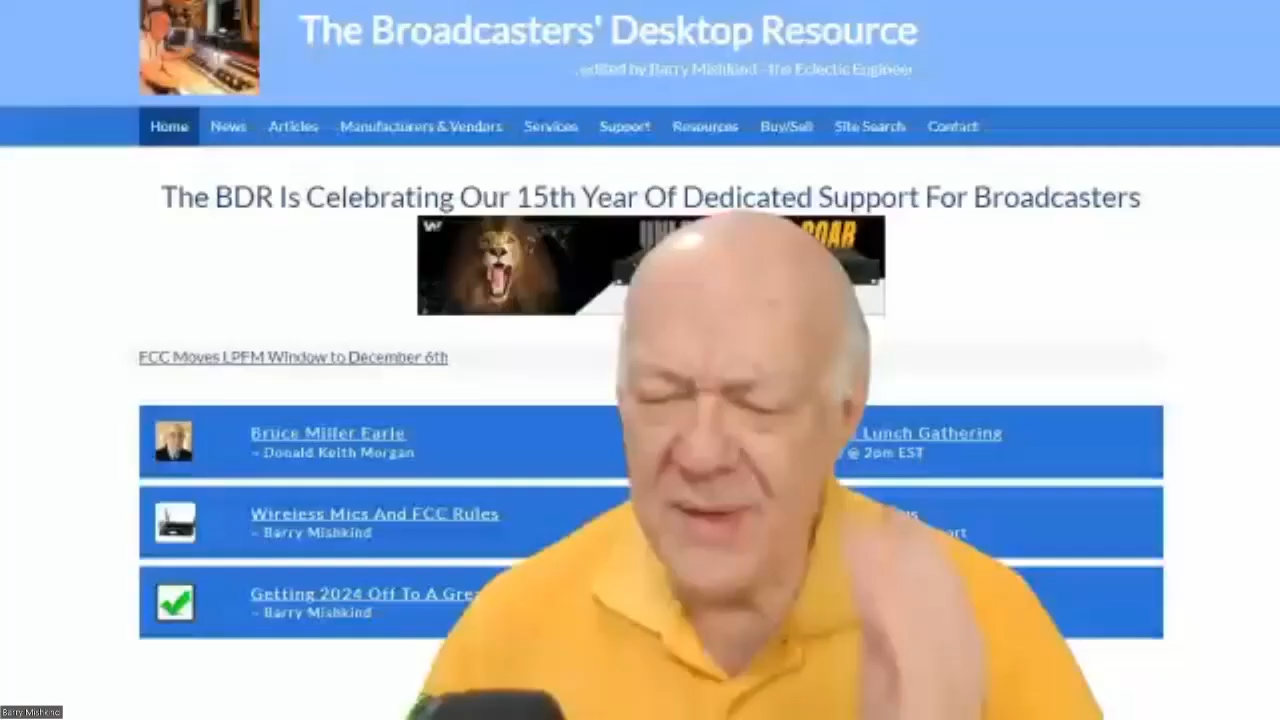 The Broadcasters' Desktop Resource
...edited by Barry Mishkind - the Eclectic Engineer
Home News Articles Manufacturers & Vendors Services Support Resources Buy/Sell Site Search Contact
The BDR Is Celebrating Our 15th Year Of Dedicated Support For Broadcasters
ROAR
FCC Moves LPFM Window to December 6th
Bruce Miller Earle
~ Donald Keith Morgan
Lunch Gathering
@ 2pm EST
Wireless Mics And FCC Rules
~ Barry Mishkind
Getting 2024 Off To A
~ Barry Mishkind
Barry Mishkind